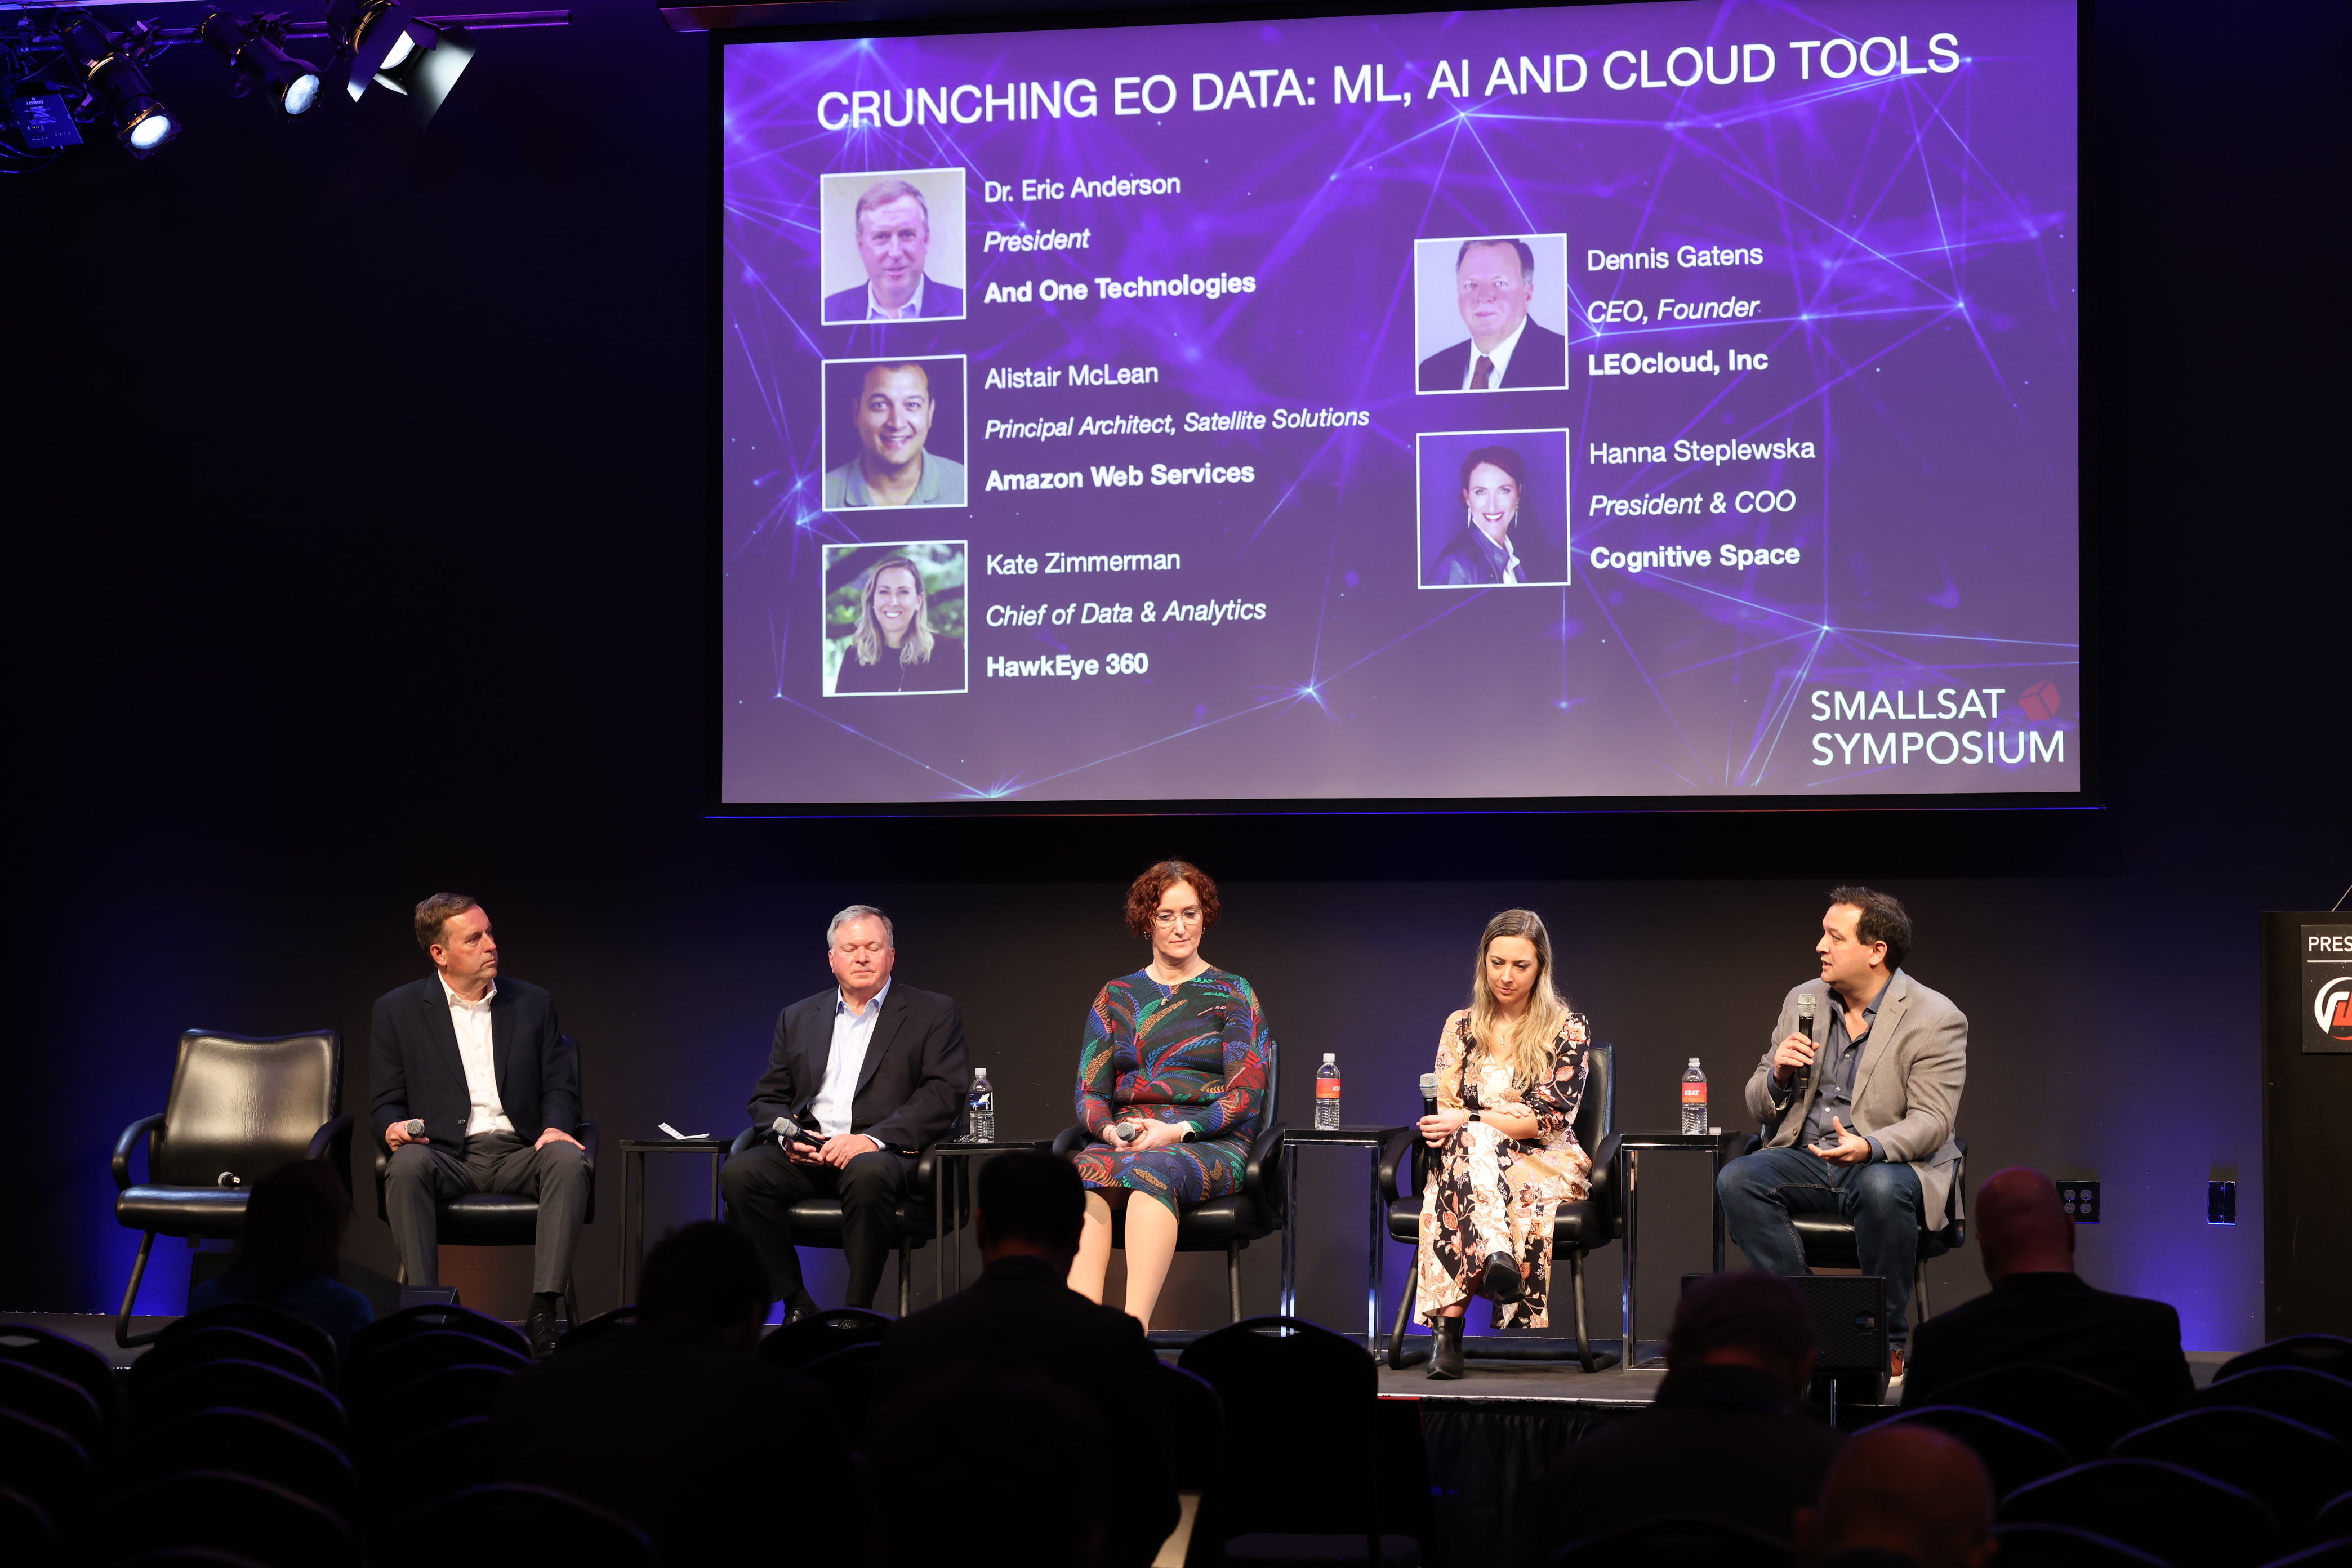 CRUNCHING EO DATA: ML, AI AND CLOUD TOOLS
Dr. Eric Anderson
President
And One Technologies
Alistair McLean
Principal Architect, Satellite Solutions
Amazon Web Services
Kate Zimmerman
Chief of Data & Analytics
HawkEye 360
Dennis Gatens
CEO, Founder
LEOcloud, Inc
Hanna Steplewska
President & COO
Cognitive Space
SMALLSAT
SYMPOSIUM
PRES